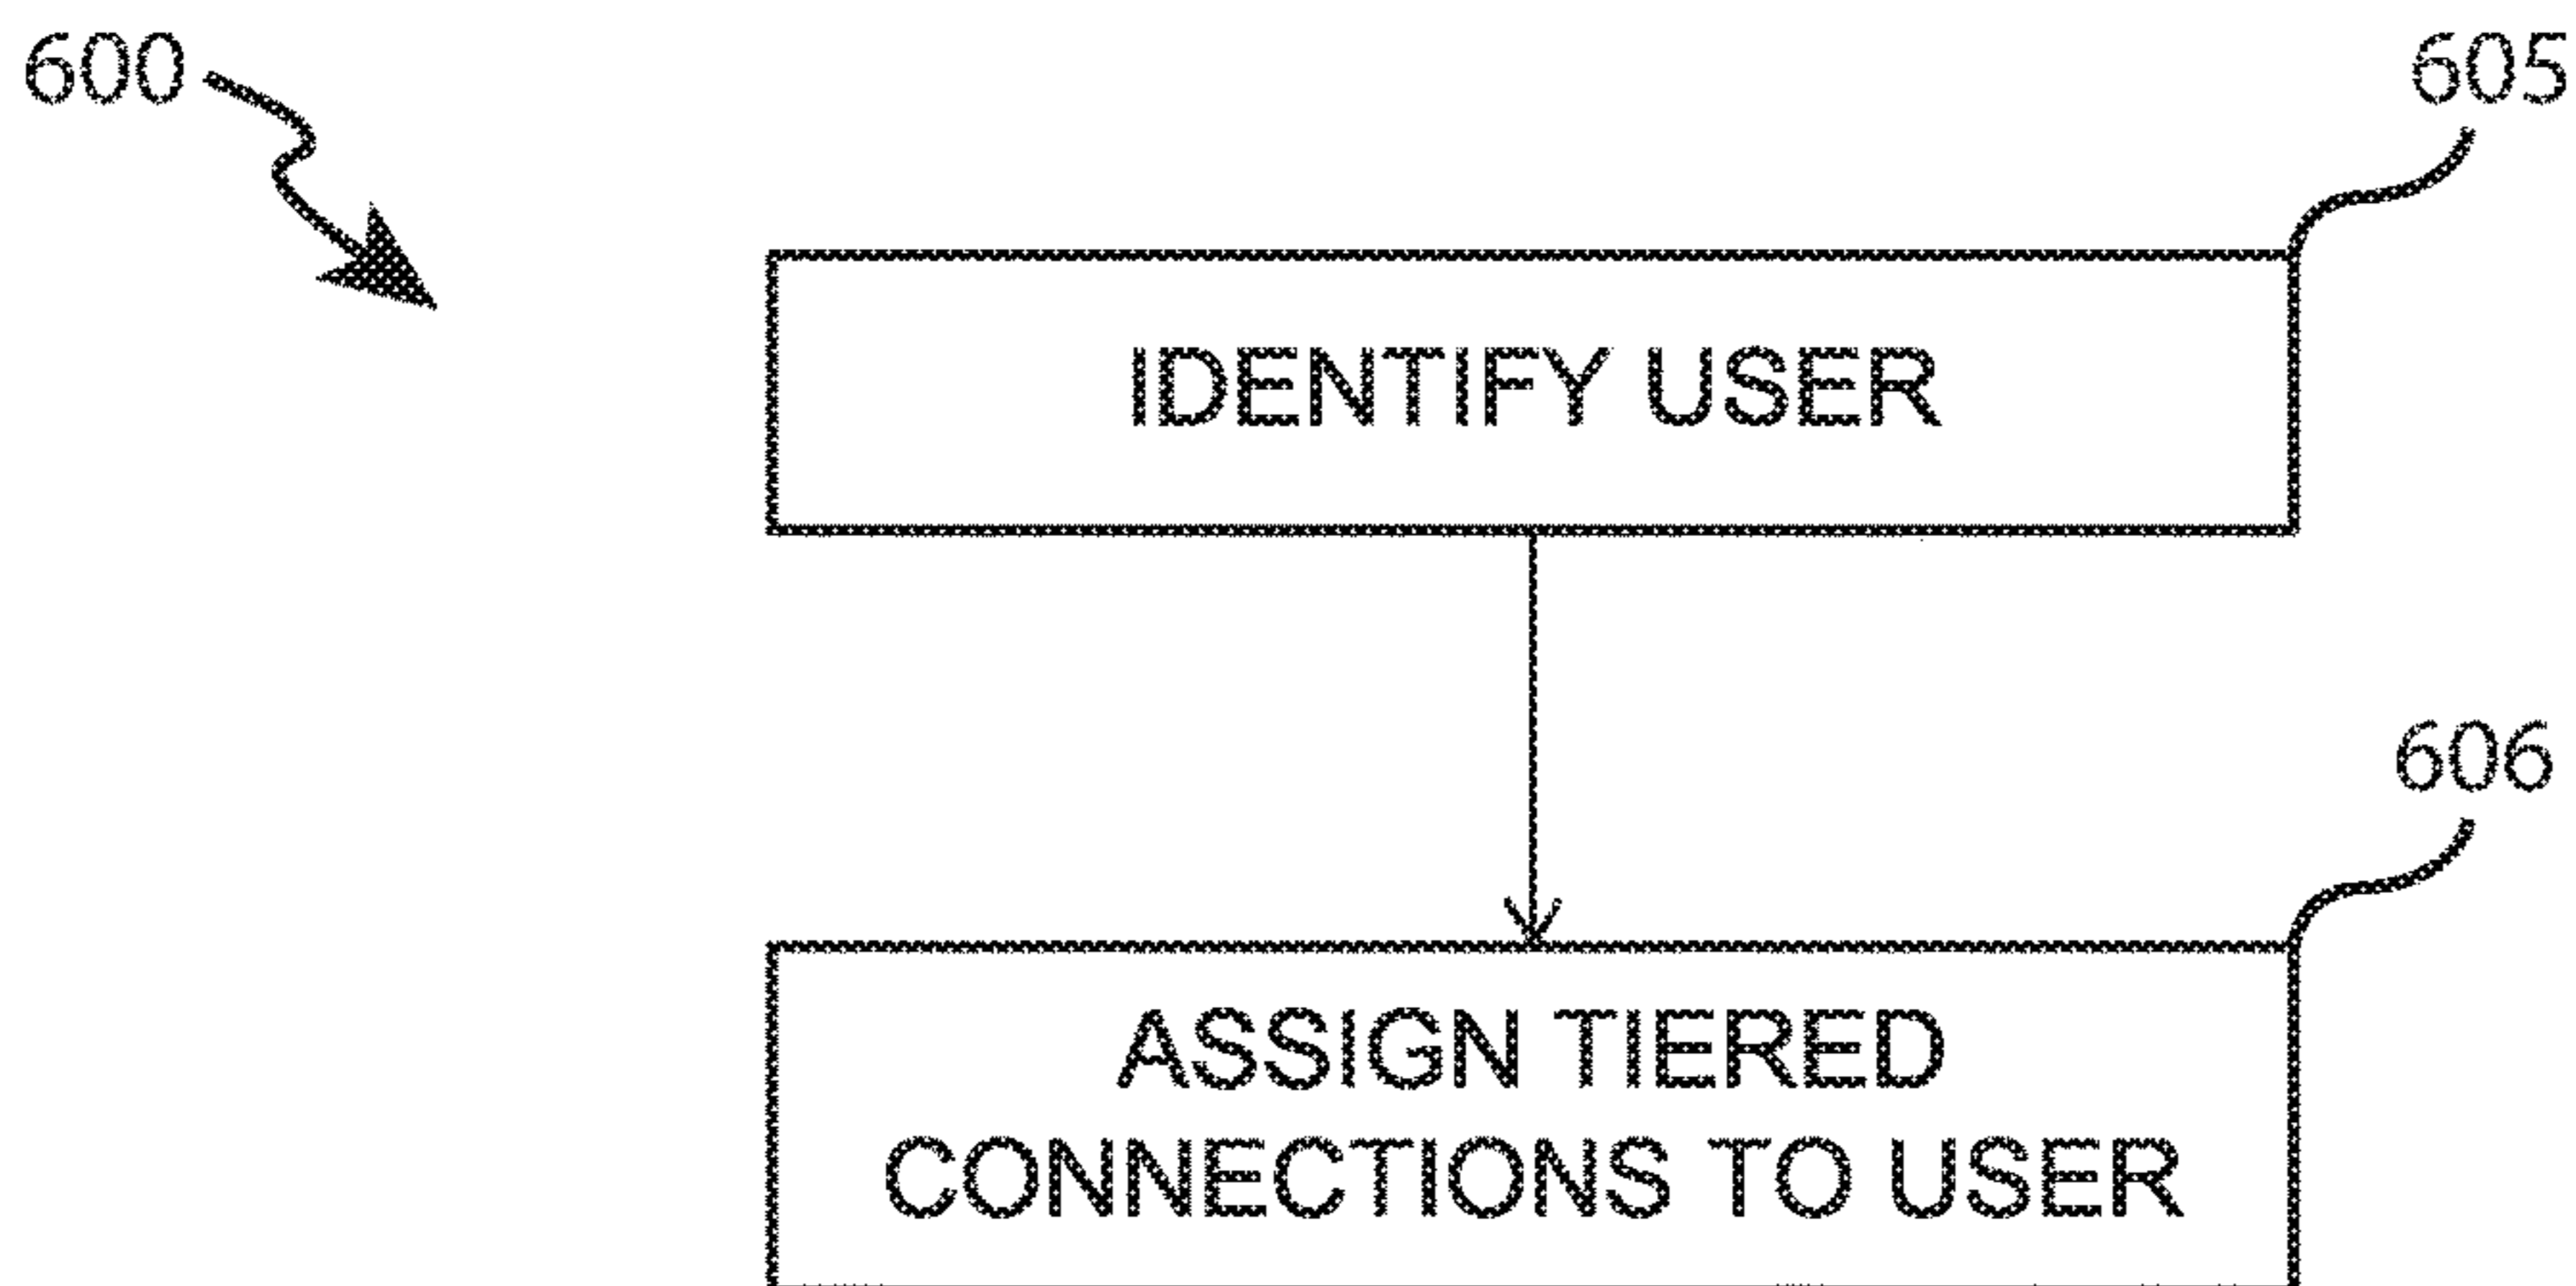 600
605
IDENTIFY USER
606
ASSIGN TIERED
CONNECTIONS TO USER